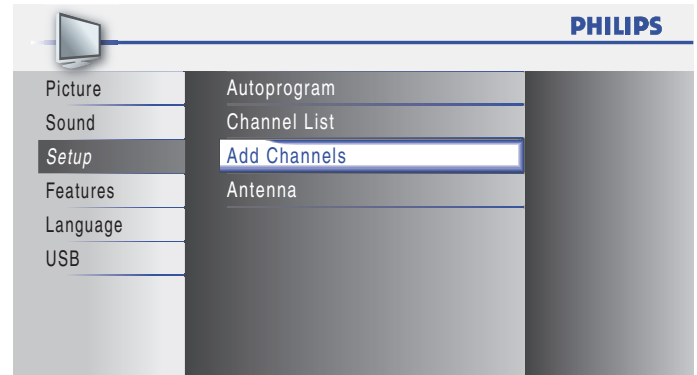 PHILIPS
Picture
Sound
Setup
Features
Language
USB
Autoprogram
Channel List
Add Channels
Antenna